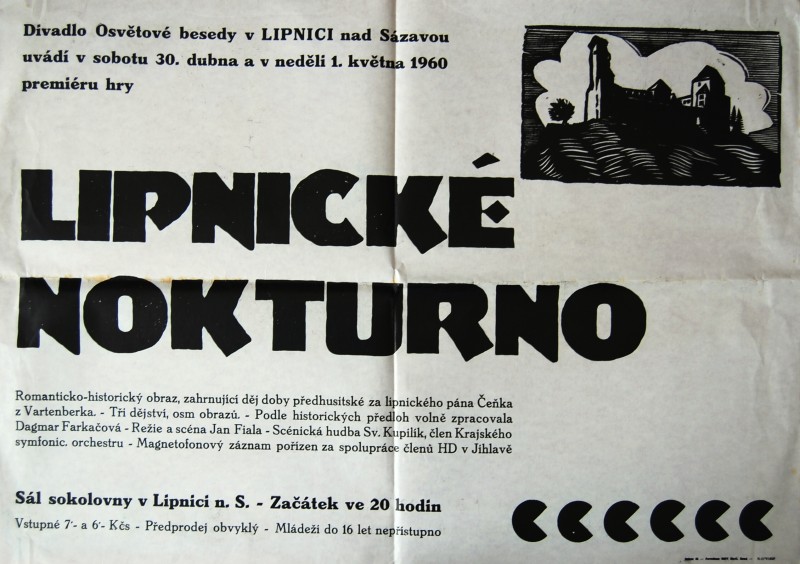 Divadlo Osvětové besedy v LIPNICI nad Sázavou
uvádí v sobotu 30. dubna a v neděli 1. května 1960
premiéru hry
LIPNICKÉ
NOKTURNO
Romanticko-historický obraz, zahrnující děj doby předhusitské za lipnického pána Čeňka
z Vartenberka. - Tři dějství, osm obrazů. - Podle historických předloh volně zpracovala
Dagmar Farkačová - Režie a scéna Jan Fiala - Scénická hudba Sv. Kupilík, člen Krajského
symfonic. orchestru - Magnetofonový záznam pořízen za spolupráce členů HD v Jihlavě
Sál sokolovny v Lipnici n. S. - Začátek ve 20 hodin
Vstupné 7·- a 6·- Kčs - Předprodej obvyklý - Mládeži do 16 let nepřístupno